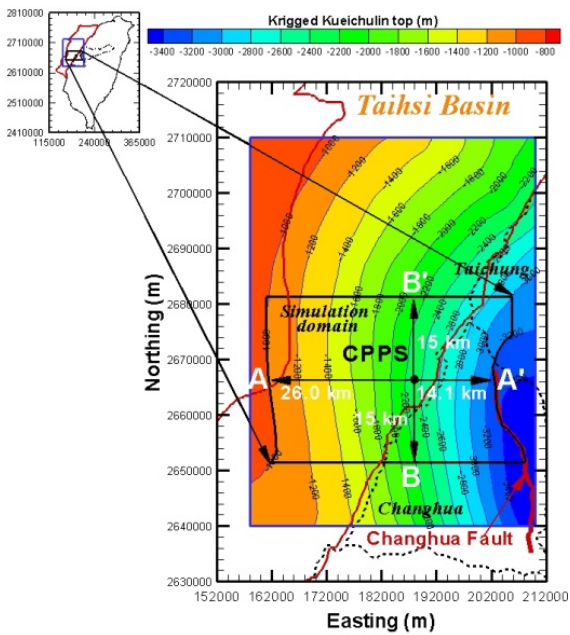 Krigged Kueichulin top (m)
-3400 -3200 -3000 -2800 -2600 -2400 -2200 -2000 -1800 -1600 -1400 -1200 -1000 -800
2810000
2710000
2610000
2510000
2410000
115000 240000 365000
2720000
Taihsi Basin
2710000
2700000
2690000
Taichung
2680000
B'
Simulation
domain
15 km
2670000
CPPS
A
A'
26.0 km
14.1 km
2660000
15 km
2650000
B
Changhua
2640000
Changhua Fault
2630000
152000 162000 172000 182000 192000 202000 212000
Northing (m)
Easting (m)